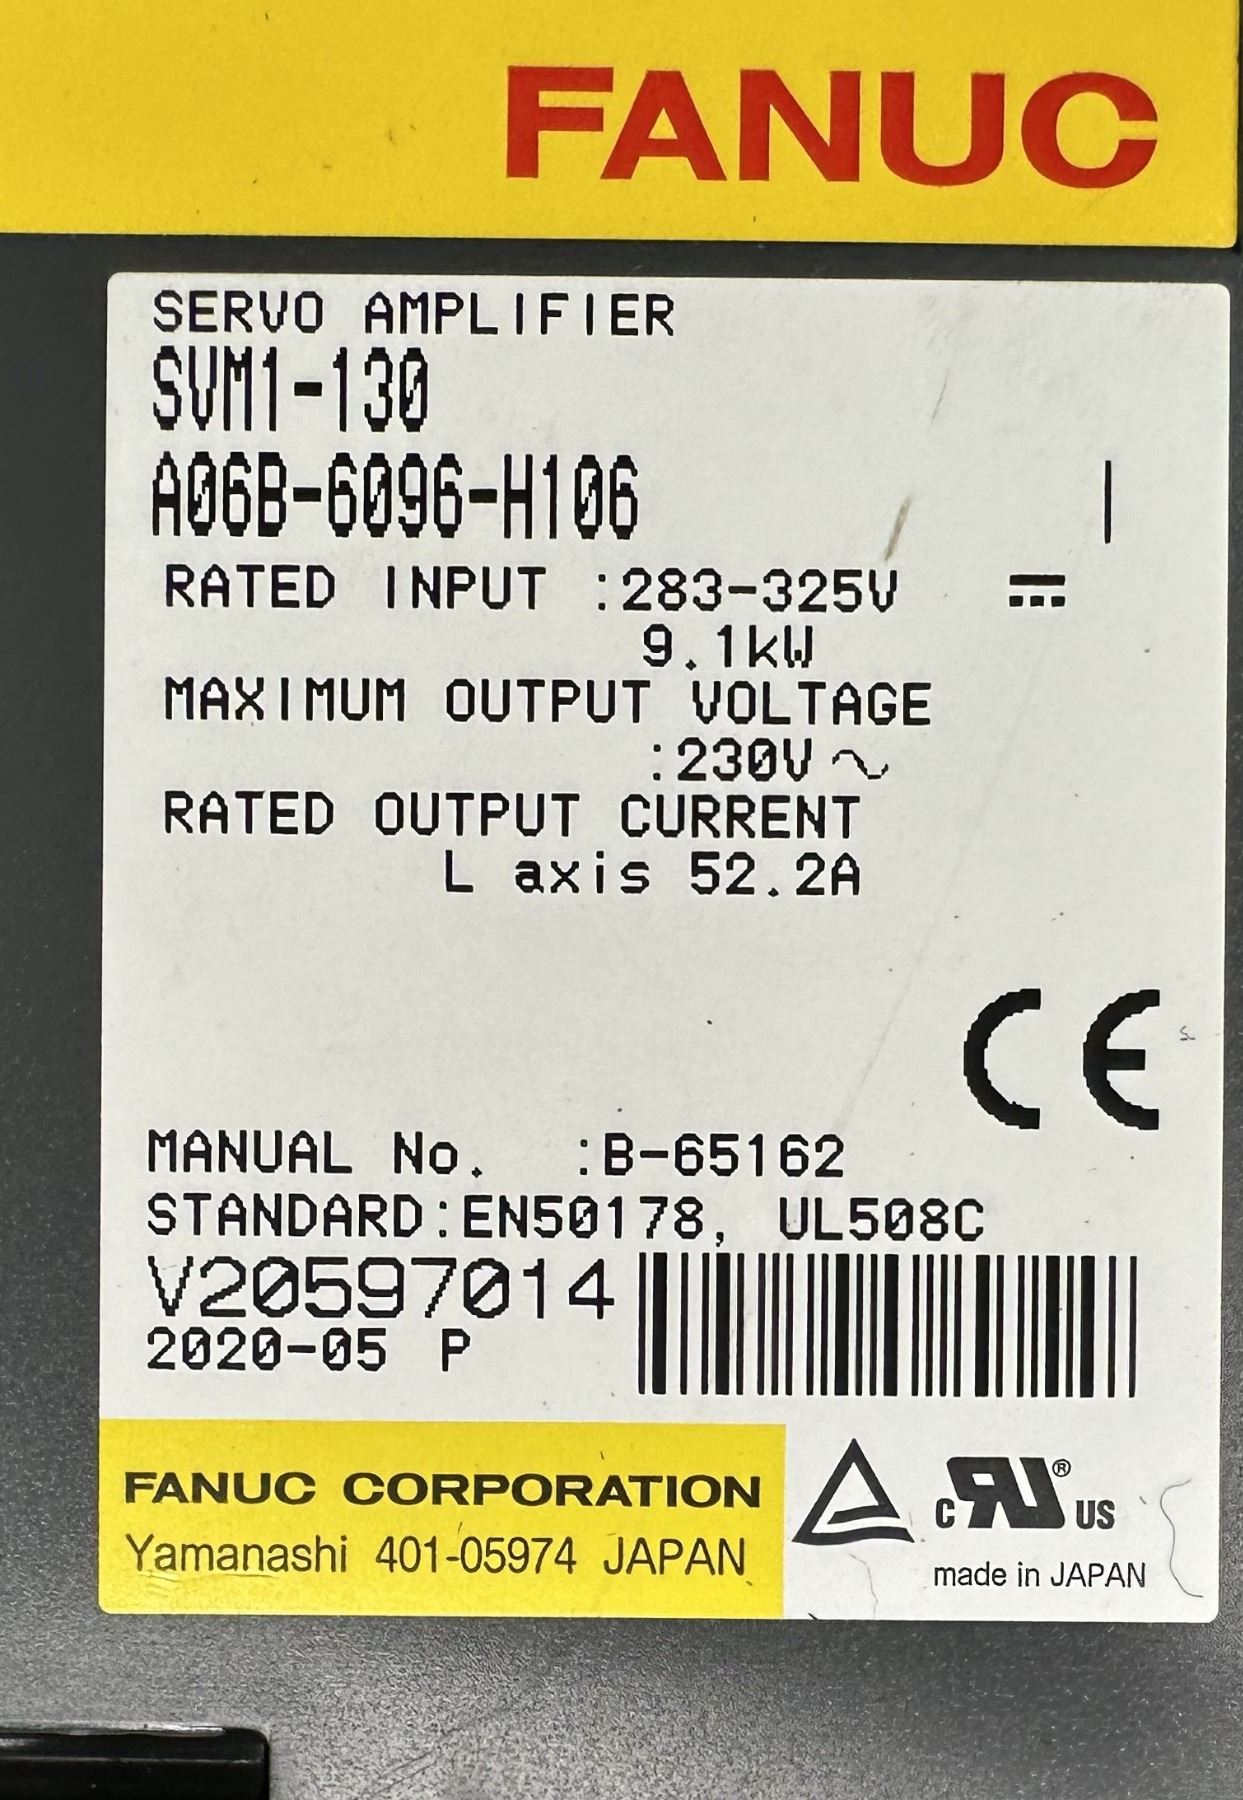 FANUC
SERVO AMPLIFIER
SVM1-130
A06B-6096-H106 |
RATED INPUT :283-325V ⎓
9.1kW
MAXIMUM OUTPUT VOLTAGE
:230V ~
RATED OUTPUT CURRENT
L axis 52.2A
CE
MANUAL No. :B-65162
STANDARD:EN50178, UL508C
V20597014
2020-05 P
FANUC CORPORATION
Yamanashi 401-05974 JAPAN
c RU ® US
made in JAPAN